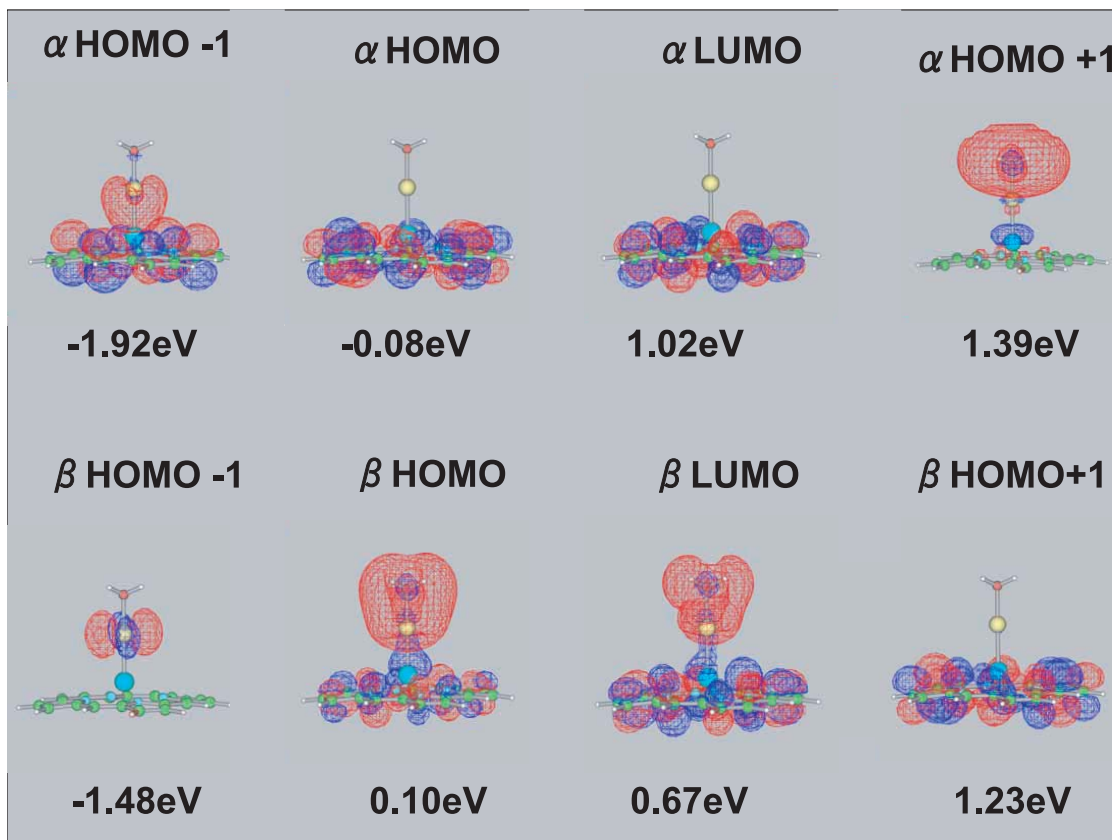 α HOMO -1 α HOMO α LUMO α HOMO +1
-1.92eV -0.08eV 1.02eV 1.39eV
β HOMO -1 β HOMO β LUMO β HOMO+1
-1.48eV 0.10eV 0.67eV 1.23eV